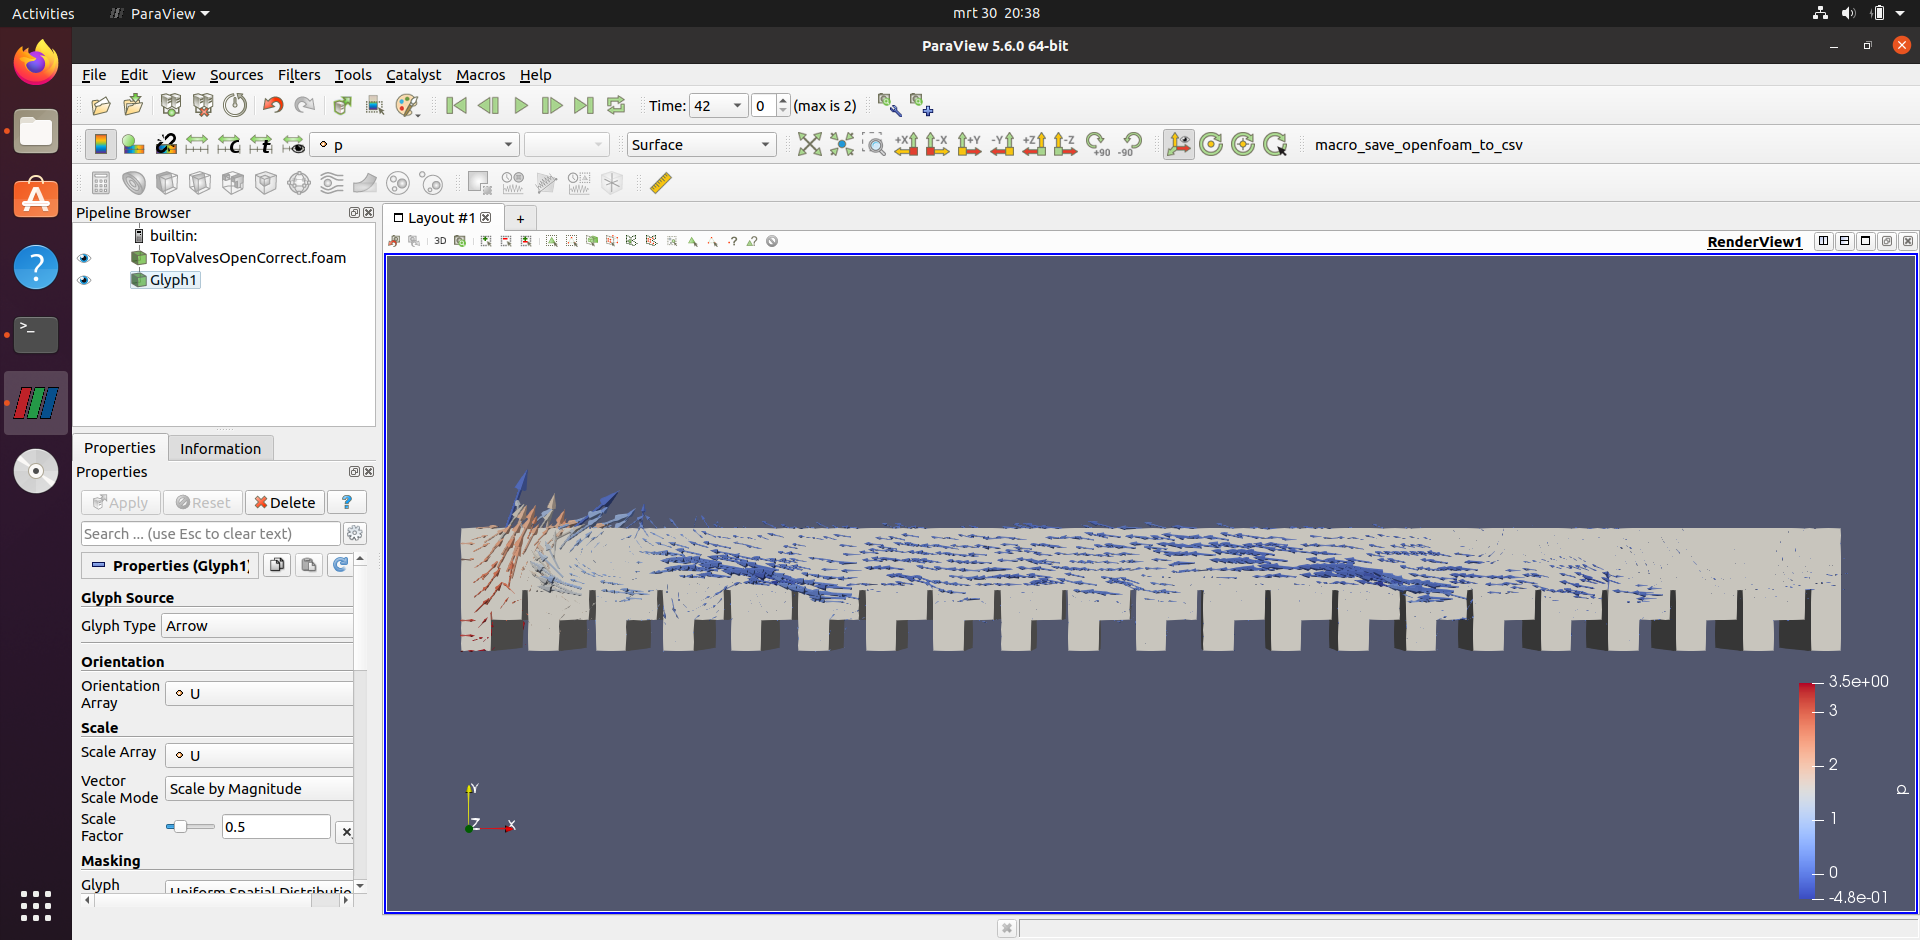 Activities ParaView mrt 30 20:38
ParaView 5.6.0 64-bit
File Edit View Sources Filters Tools Catalyst Macros Help
Time: 42 0 (max is 2)
p Surface +X -X +Y -Y +Z -Z +90 -90 macro_save_openfoam_to_csv
Pipeline Browser
Layout #1 +
builtin:
3D RenderView1
TopValvesOpenCorrect.foam
Glyph1
Properties Information
Properties
Apply Reset Delete ?
Search ... (use Esc to clear text)
Properties (Glyph1)
Glyph Source
Glyph Type Arrow
Orientation
Orientation Array U
Scale
Scale Array U
Vector Scale Mode Scale by Magnitude
Scale Factor 0.5
Masking
Glyph Uniform Spatial Distributio
Y
Z X
3.5e+00
3
2
1
0
-4.8e-01
p